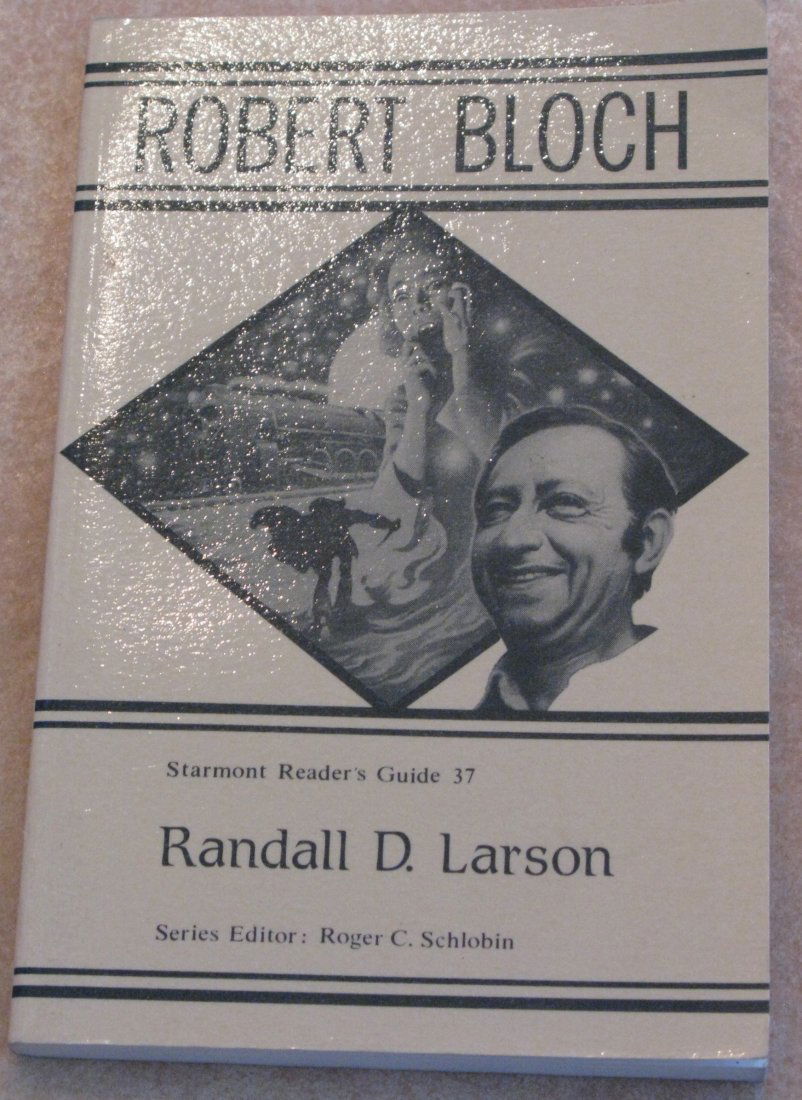 ROBERT BLOCH
Starmont Reader's Guide 37
Randall D. Larson
Series Editor: Roger C. Schlobin